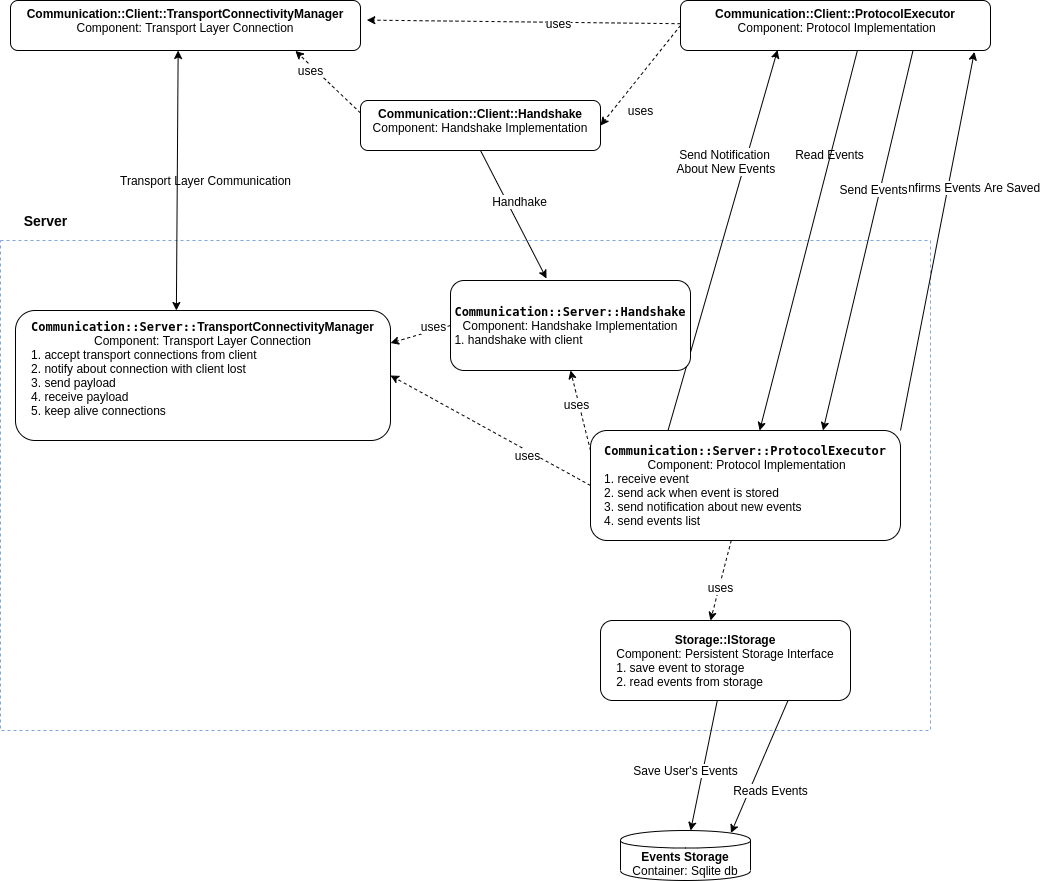 Communication::Client::TransportConnectivityManager
Component: Transport Layer Connection
Communication::Client::ProtocolExecutor
Component: Protocol Implementation
uses
uses
uses
Communication::Client::Handshake
Component: Handshake Implementation
Send Notification
About New Events
Read Events
Send Events
nfirms Events Are Saved
Transport Layer Communication
Handhake
Server
Communication::Server::Handshake
Component: Handshake Implementation
1. handshake with client
uses
Communication::Server::TransportConnectivityManager
Component: Transport Layer Connection
1. accept transport connections from client
2. notify about connection with client lost
3. send payload
4. receive payload
5. keep alive connections
uses
uses
Communication::Server::ProtocolExecutor
Component: Protocol Implementation
1. receive event
2. send ack when event is stored
3. send notification about new events
4. send events list
uses
Storage::IStorage
Component: Persistent Storage Interface
1. save event to storage
2. read events from storage
Save User's Events
Reads Events
Events Storage
Container: Sqlite db